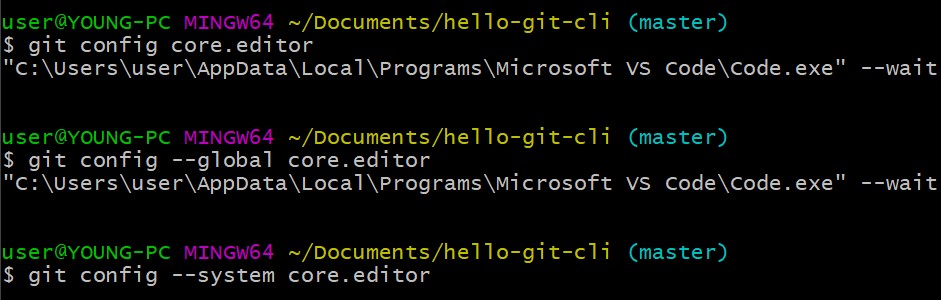 user@YOUNG-PC MINGW64 ~/Documents/hello-git-cli (master)
$ git config core.editor
"C:\Users\user\AppData\Local\Programs\Microsoft VS Code\Code.exe" --wait
user@YOUNG-PC MINGW64 ~/Documents/hello-git-cli (master)
$ git config --global core.editor
"C:\Users\user\AppData\Local\Programs\Microsoft VS Code\Code.exe" --wait
user@YOUNG-PC MINGW64 ~/Documents/hello-git-cli (master)
$ git config --system core.editor